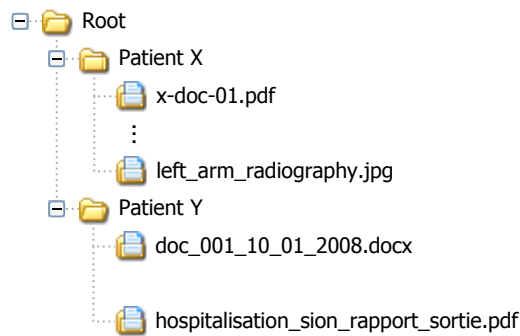 Root
Patient X
x-doc-01.pdf
⋮
left_arm_radiography.jpg
Patient Y
doc_001_10_01_2008.docx
hospitalisation_sion_rapport_sortie.pdf